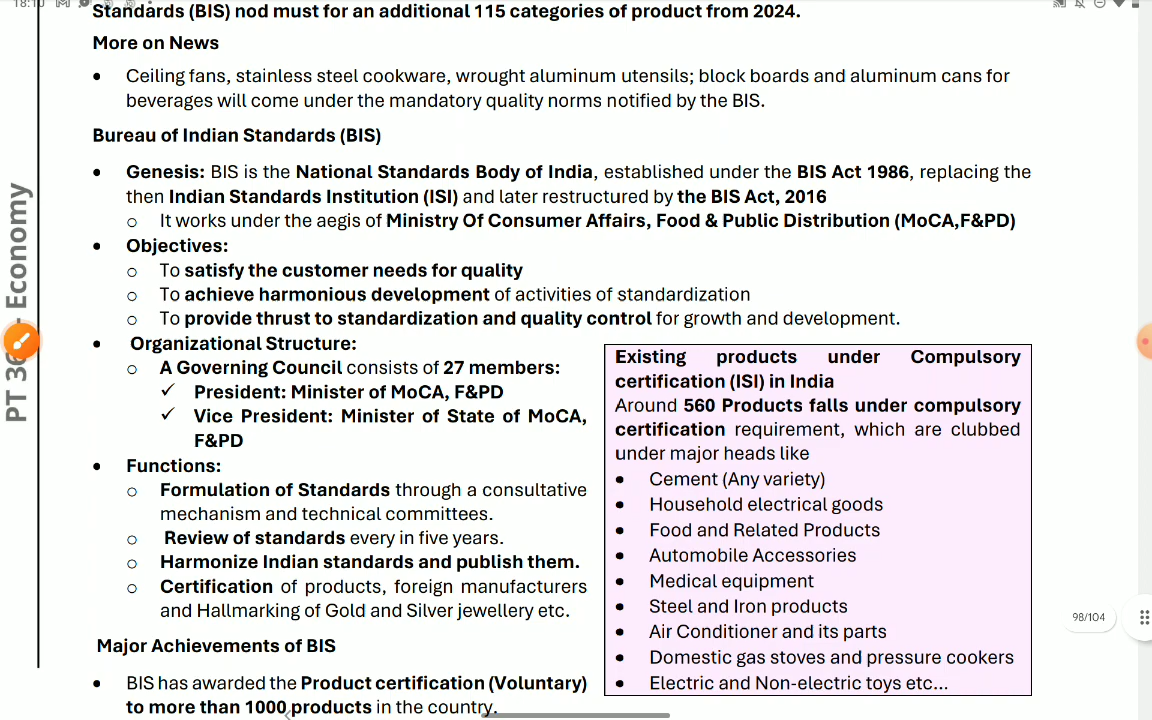 18:10
Standards (BIS) nod must for an additional 115 categories of product from 2024.
More on News
• Ceiling fans, stainless steel cookware, wrought aluminum utensils; block boards and aluminum cans for
beverages will come under the mandatory quality norms notified by the BIS.
Bureau of Indian Standards (BIS)
• Genesis: BIS is the National Standards Body of India, established under the BIS Act 1986, replacing the
then Indian Standards Institution (ISI) and later restructured by the BIS Act, 2016
o It works under the aegis of Ministry Of Consumer Affairs, Food & Public Distribution (MoCA,F&PD)
• Objectives:
o To satisfy the customer needs for quality
o To achieve harmonious development of activities of standardization
o To provide thrust to standardization and quality control for growth and development.
• Organizational Structure:
o A Governing Council consists of 27 members:
✓ President: Minister of MoCA, F&PD
✓ Vice President: Minister of State of MoCA,
F&PD
• Functions:
o Formulation of Standards through a consultative
mechanism and technical committees.
o Review of standards every in five years.
o Harmonize Indian standards and publish them.
o Certification of products, foreign manufacturers
and Hallmarking of Gold and Silver jewellery etc.
Major Achievements of BIS
• BIS has awarded the Product certification (Voluntary)
to more than 1000 products in the country.
Existing products under Compulsory
certification (ISI) in India
Around 560 Products falls under compulsory
certification requirement, which are clubbed
under major heads like
• Cement (Any variety)
• Household electrical goods
• Food and Related Products
• Automobile Accessories
• Medical equipment
• Steel and Iron products
• Air Conditioner and its parts
• Domestic gas stoves and pressure cookers
• Electric and Non-electric toys etc...
98/104
PT Economy